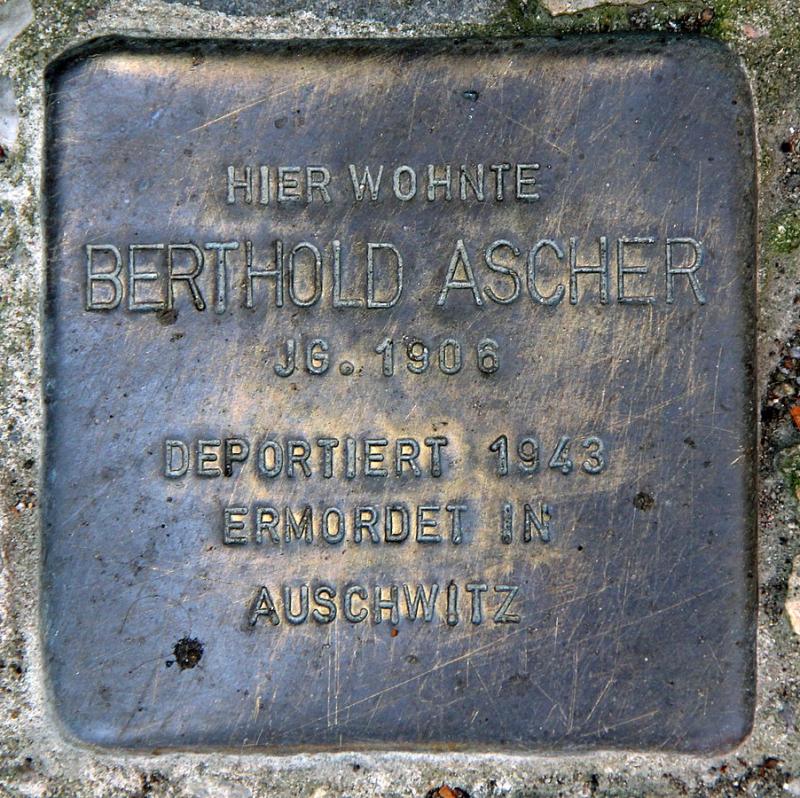 HIER WOHNTE
BERTHOLD ASCHER
JG. 1906
DEPORTIERT 1943
ERMORDET IN
AUSCHWITZ